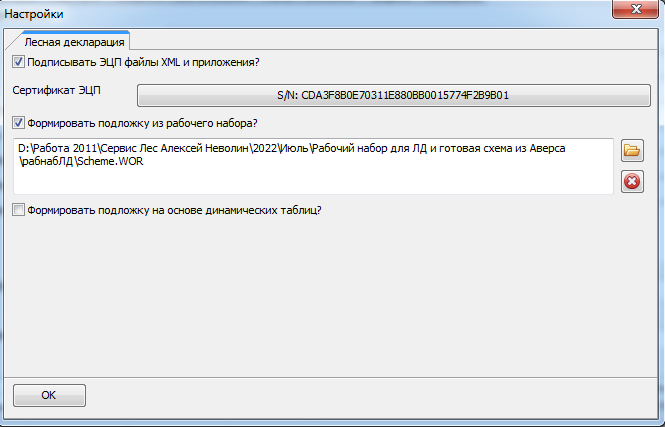 Настройки
Лесная декларация
Подписывать ЭЦП файлы XML и приложения?
Сертификат ЭЦП
S/N: CDA3F8B0E70311E880BB0015774F2B9B01
Формировать подложку из рабочего набора?
D:\Работа 2011\Сервис Лес Алексей Неволин\2022\Июль\Рабочий набор для ЛД и готовая схема из Аверса
\рабнабЛД\Scheme.WOR
Формировать подложку на основе динамических таблиц?
OK